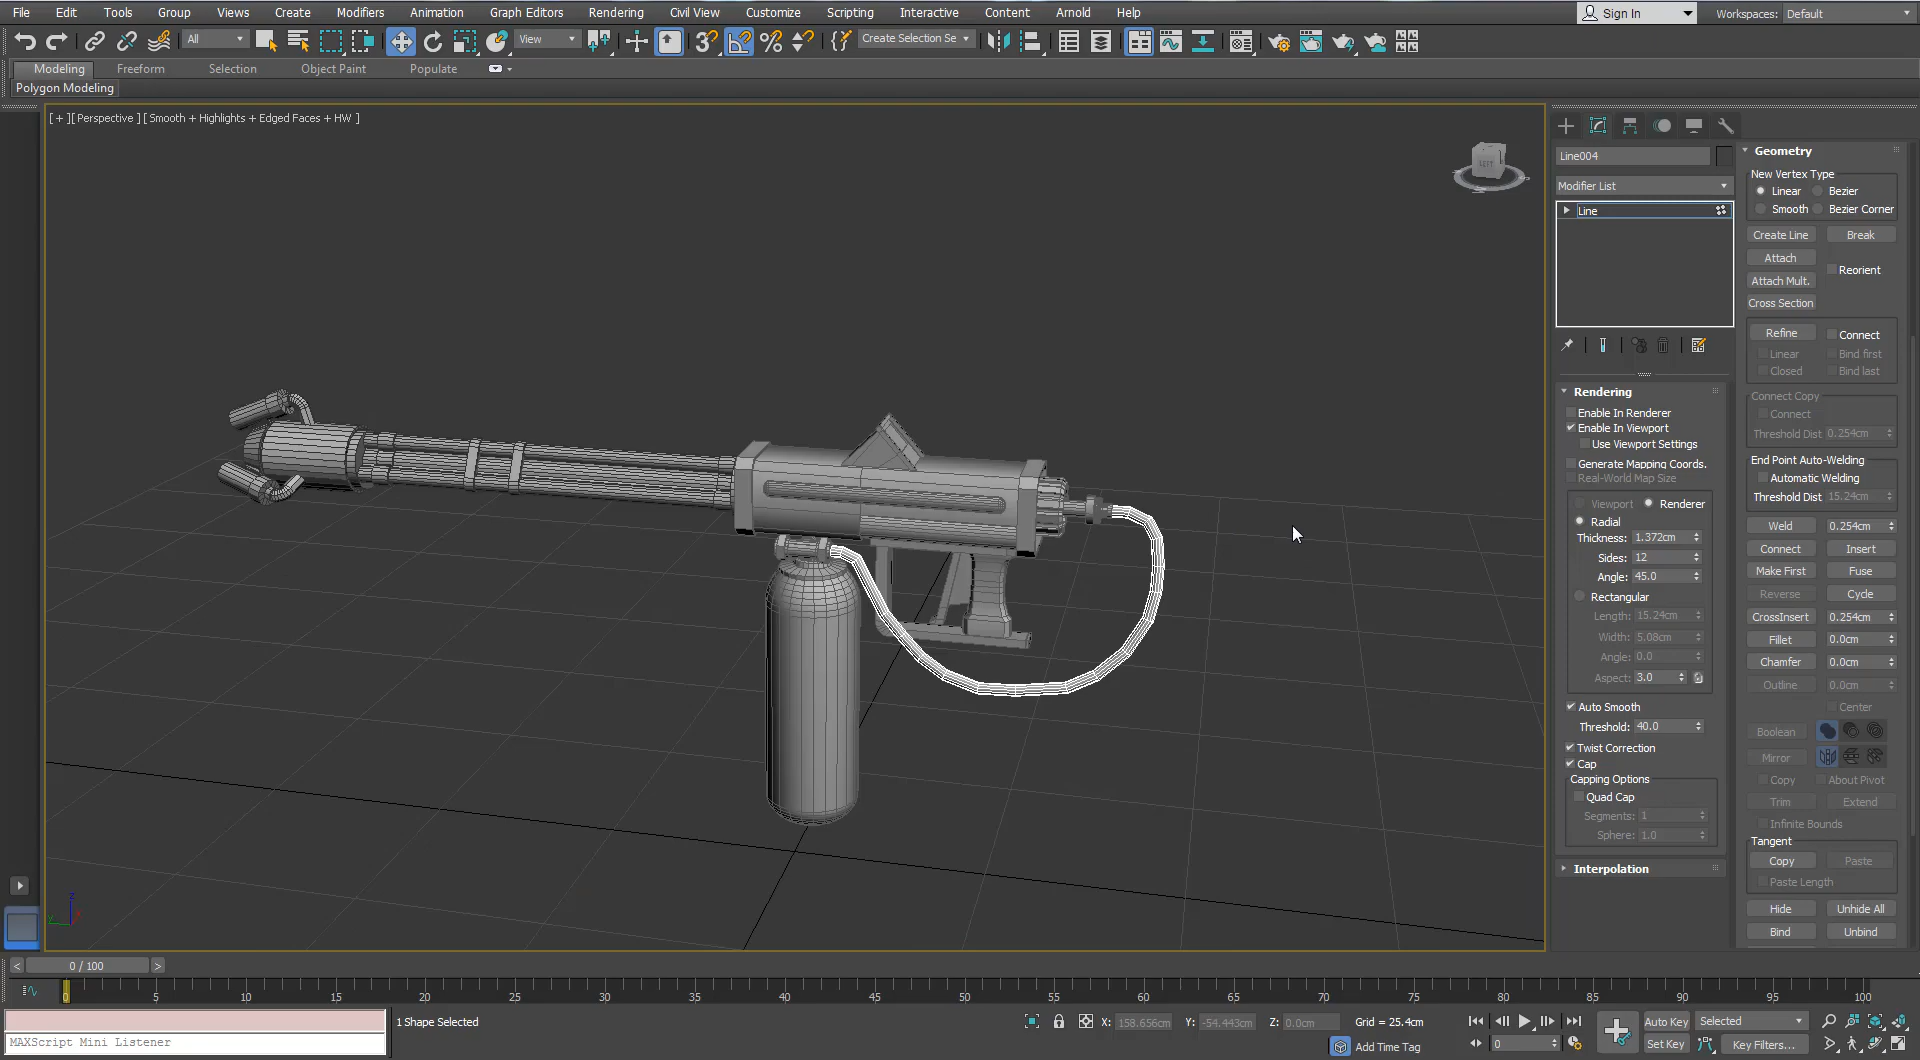 File Edit Tools Group Views Create Modifiers Animation Graph Editors Rendering Civil View Customize Scripting Interactive Content Arnold Help Sign In Workspaces: Default
All View Create Selection Se
Modeling Freeform Selection Object Paint Populate
Polygon Modeling
[ + ] [ Perspective ] [ Smooth + Highlights + Edged Faces + HW ]
LEFT
Line004
Modifier List
Line
Rendering
Enable In Renderer
Enable In Viewport
Use Viewport Settings
Generate Mapping Coords.
Real-World Map Size
Viewport Renderer
Radial
Thickness: 1.372cm
Sides: 12
Angle: 45.0
Rectangular
Length: 15.24cm
Width: 5.08cm
Angle: 0.0
Aspect: 3.0
Auto Smooth
Threshold: 40.0
Twist Correction
Cap
Capping Options
Quad Cap
Segments: 1
Sphere: 1.0
Interpolation
Geometry
New Vertex Type
Linear Bezier
Smooth Bezier Corner
Create Line Break
Attach
Reorient
Attach Mult.
Cross Section
Refine Connect
Linear Bind first
Closed Bind last
Connect Copy
Connect
Threshold Dist 0.254cm
End Point Auto-Welding
Automatic Welding
Threshold Dist 15.24cm
Weld 0.254cm
Connect Insert
Make First Fuse
Reverse Cycle
CrossInsert 0.254cm
Fillet 0.0cm
Chamfer 0.0cm
Outline 0.0cm
Center
Boolean
Mirror
Copy About Pivot
Trim Extend
Infinite Bounds
Tangent
Copy Paste
Paste Length
Hide Unhide All
Bind Unbind
z
y
< 0 / 100 >
0 5 10 15 20 25 30 35 40 45 50 55 60 65 70 75 80 85 90 95 100
1 Shape Selected X: 158.656cm Y: -54.443cm Z: 0.0cm Grid = 25.4cm Auto Key Selected
MAXScript Mini Listener Add Time Tag 0 Set Key Key Filters...